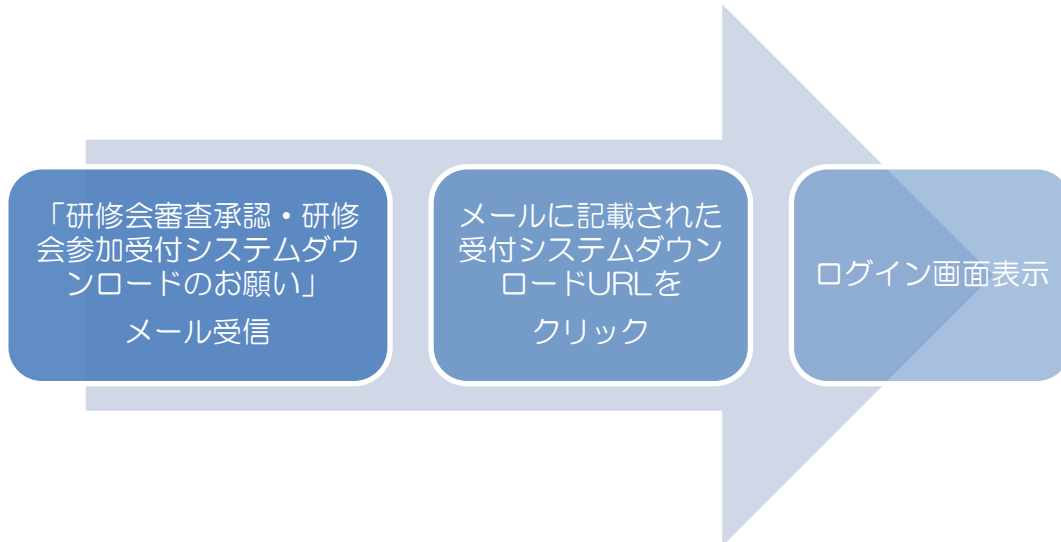 「研修会審査承認・研修
会参加受付システムダウ
ンロードのお願い」
メール受信
メールに記載された
受付システムダウン
ロードURLを
クリック
ログイン画面表示